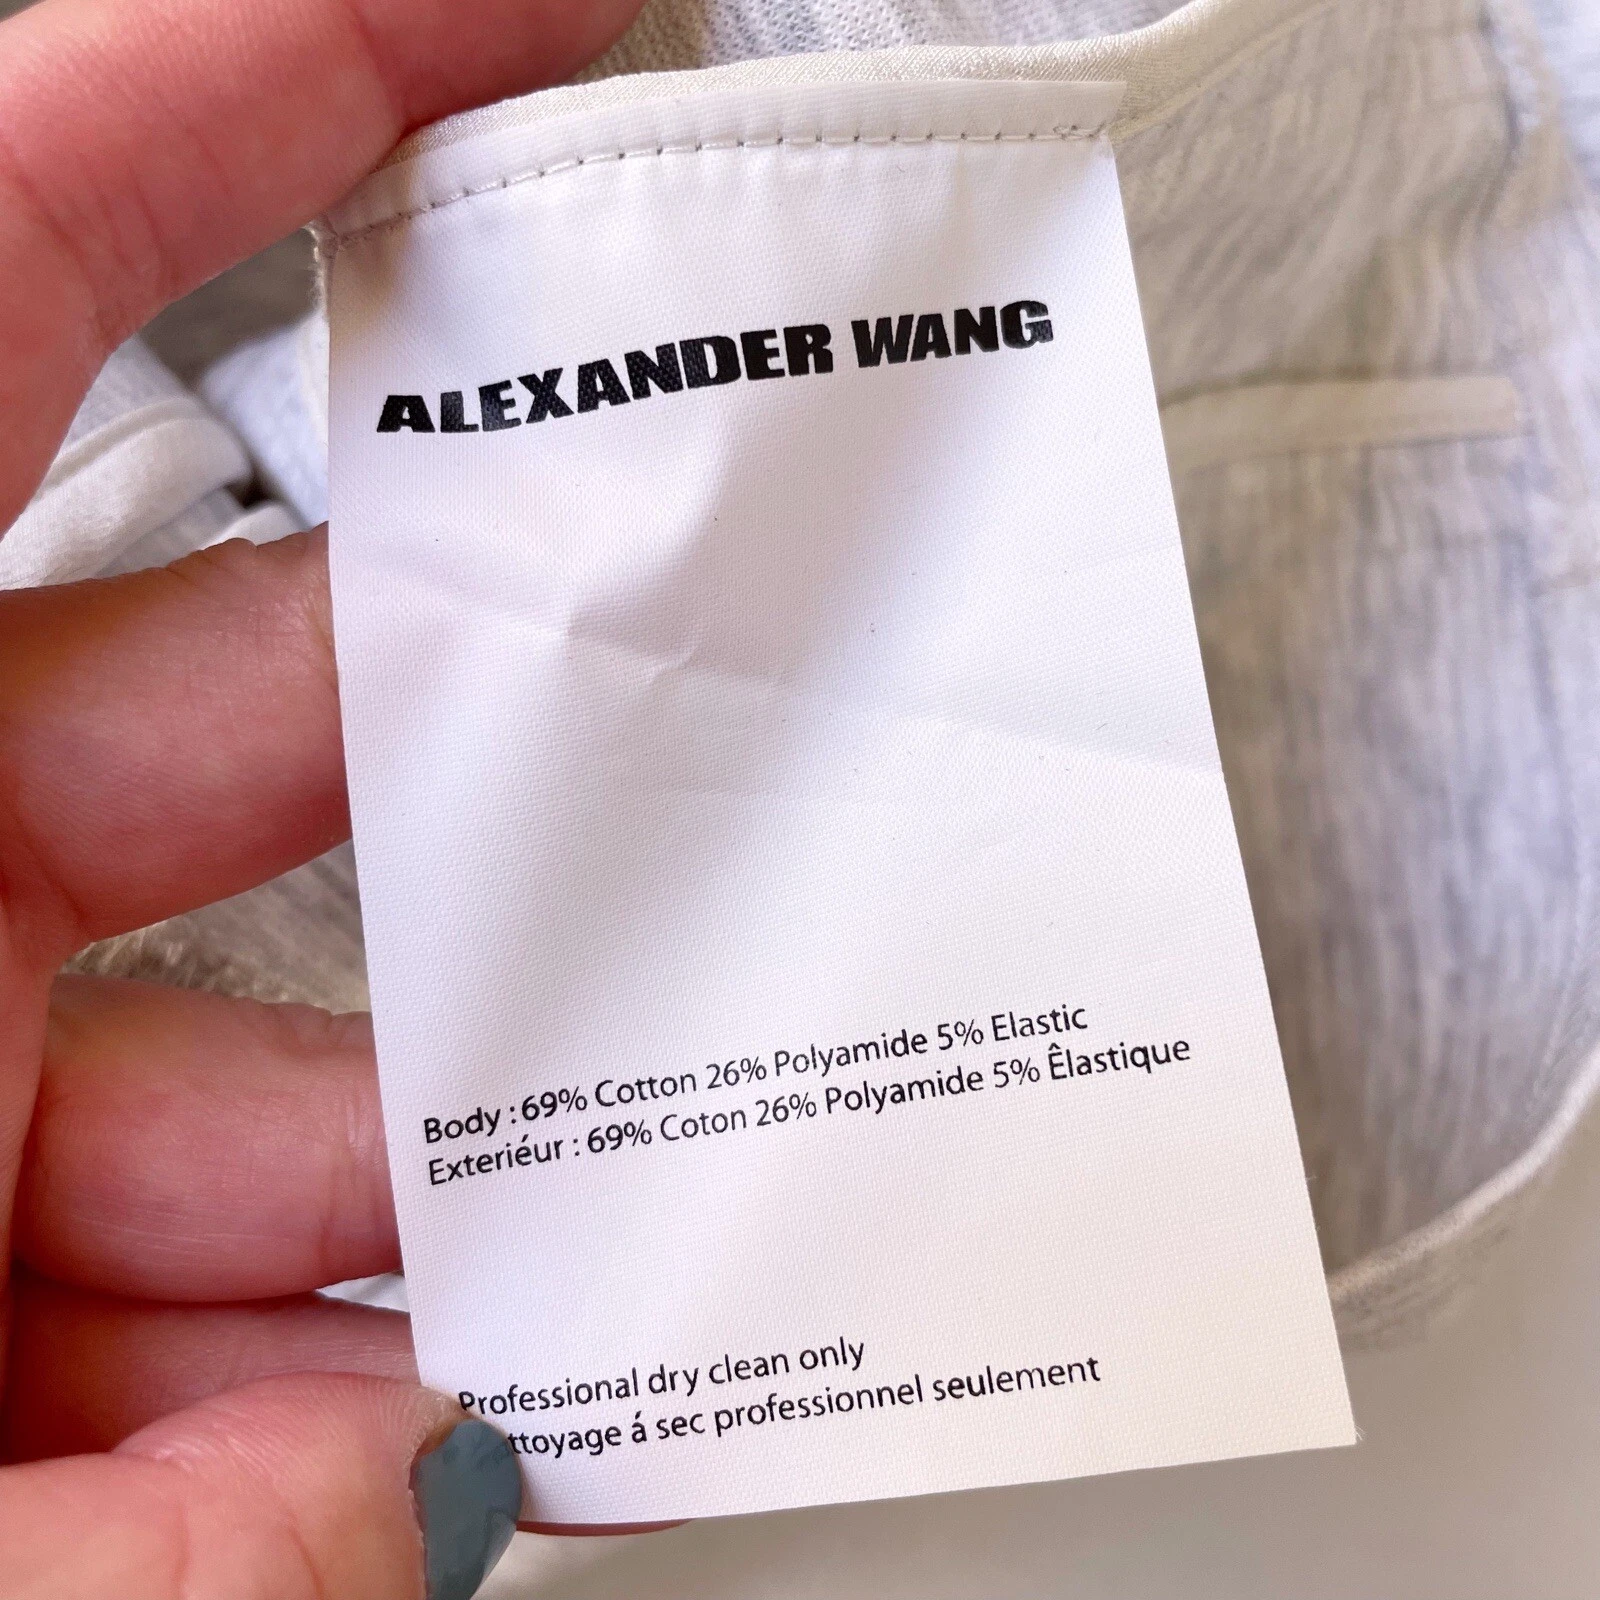 ALEXANDER WANG
Body : 69% Cotton 26% Polyamide 5% Elastic
Exteriéur : 69% Coton 26% Polyamide 5% Êlastique
Professional dry clean only
ttoyage á sec professionnel seulement